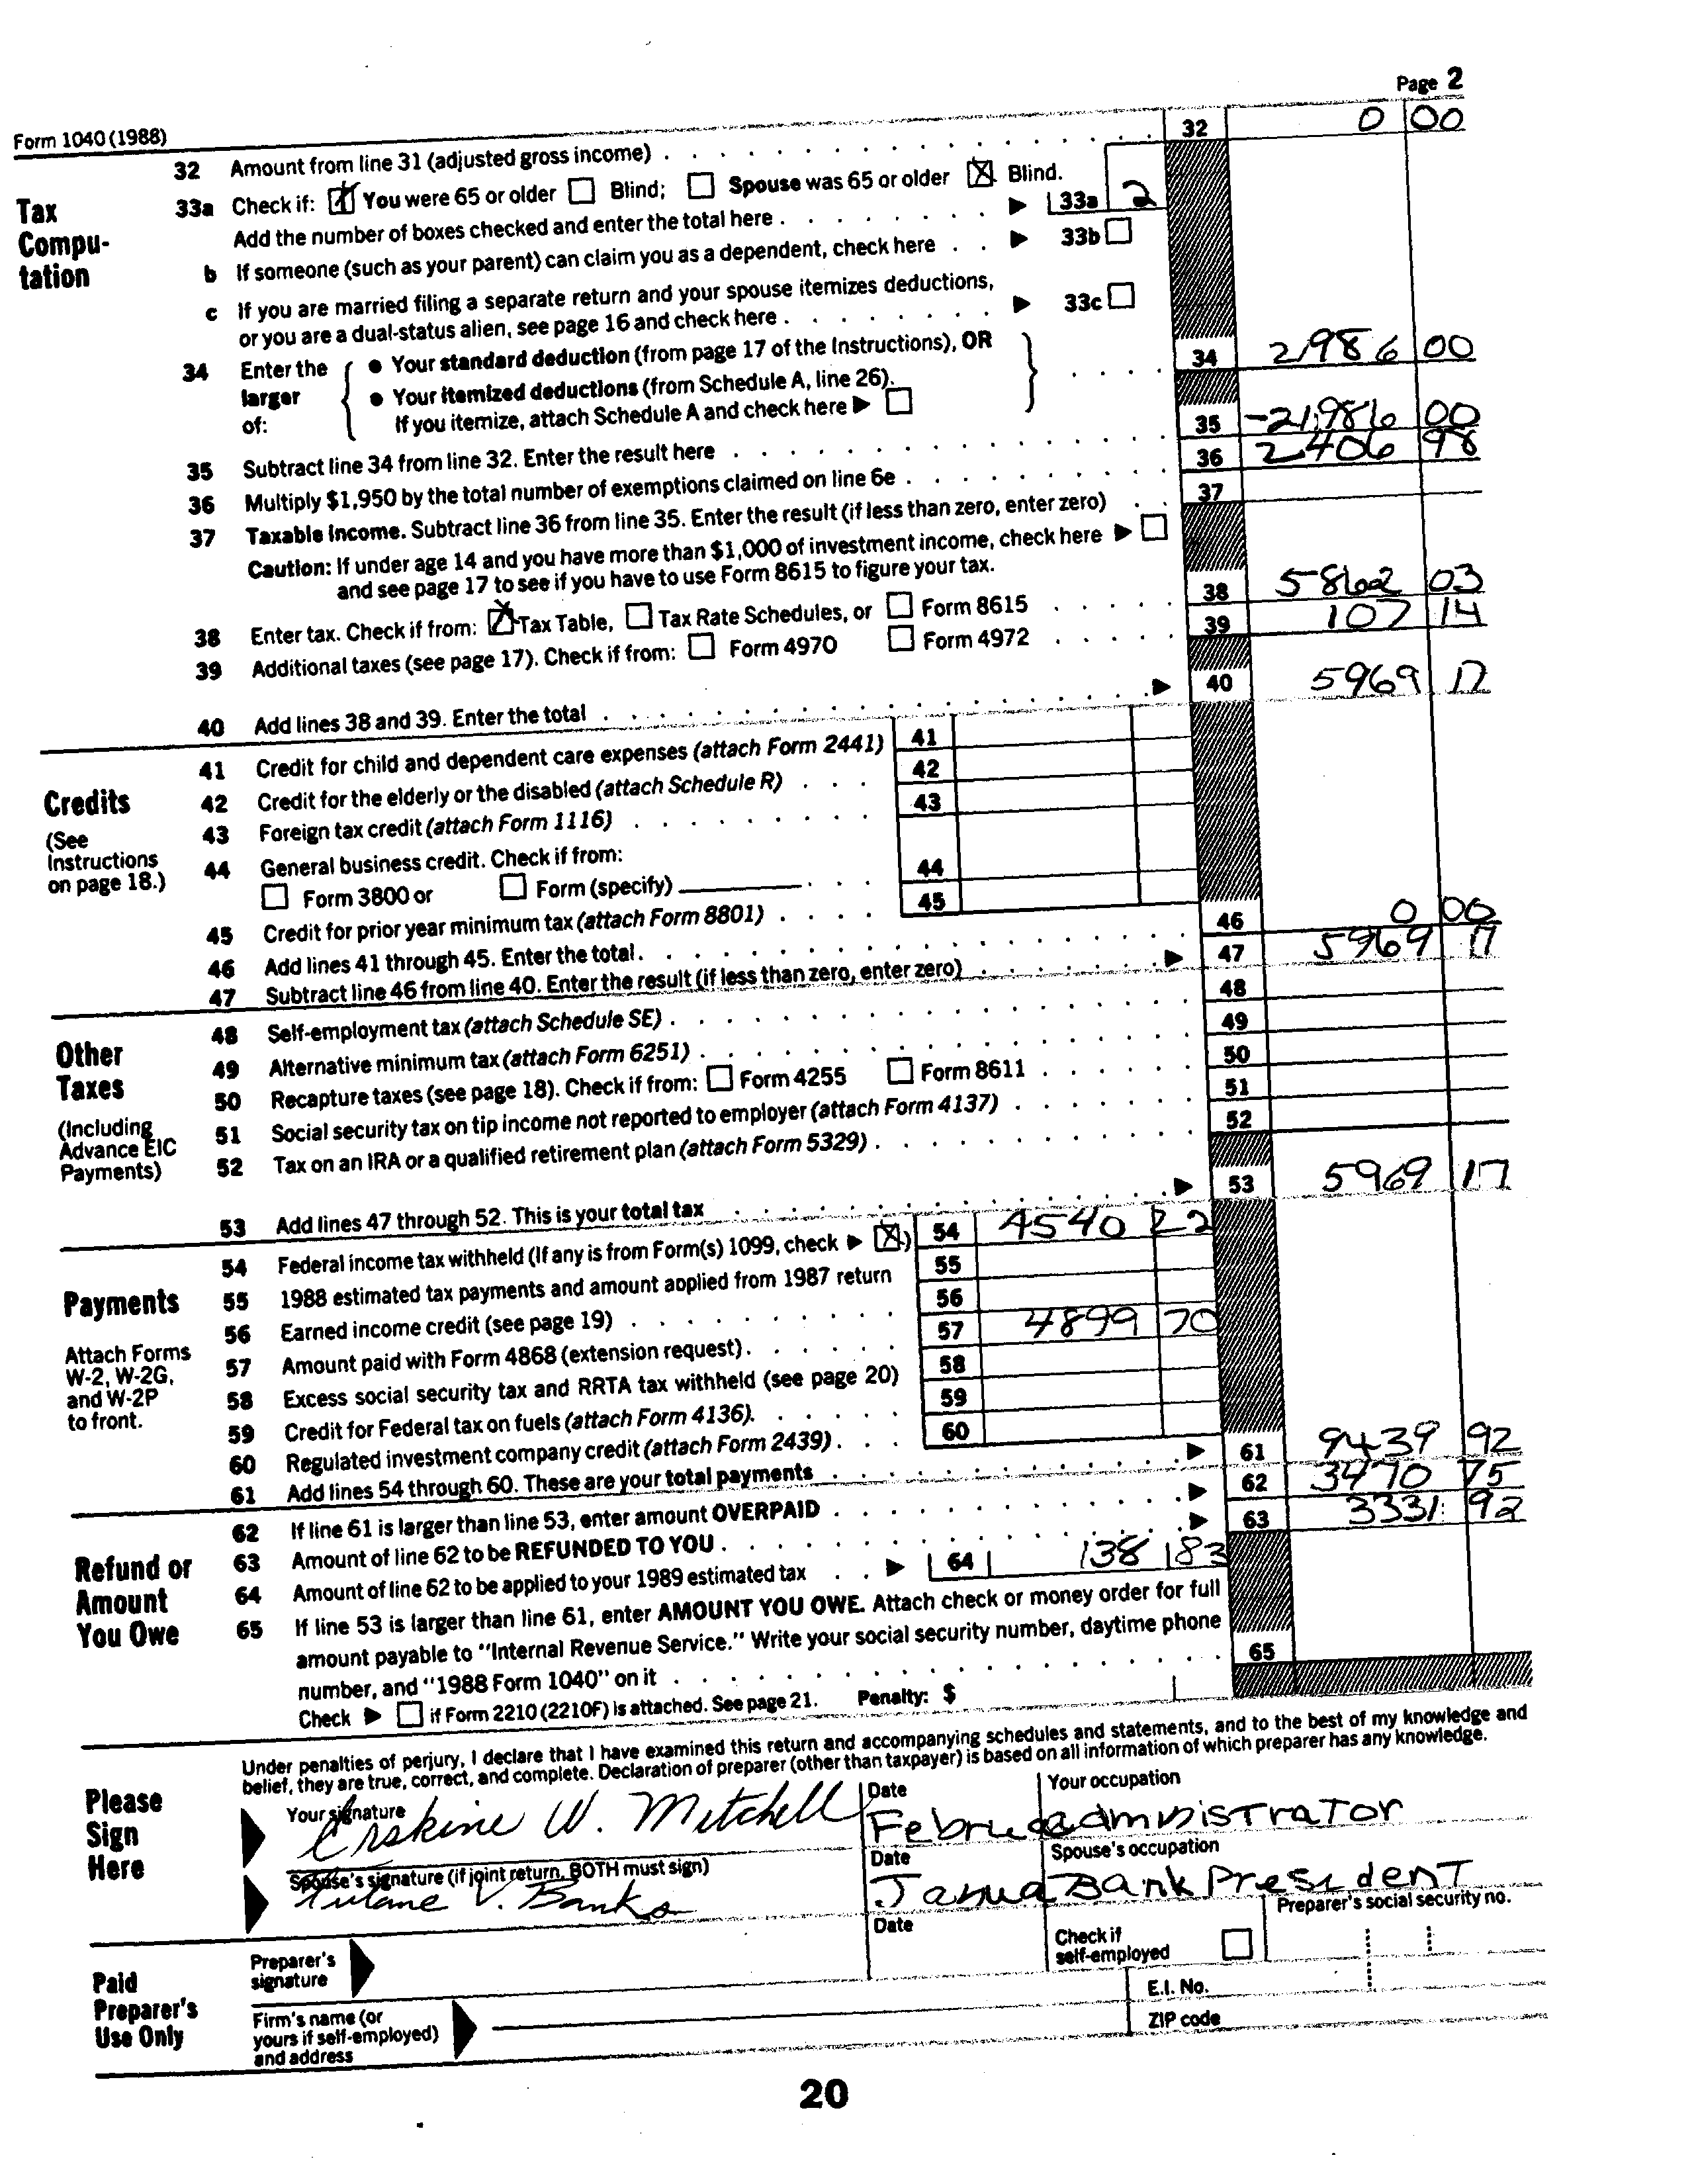 Page 2
Form 1040 (1988)
32 Amount from line 31 (adjusted gross income) 32 0 00
Tax Compu- tation
33a Check if: You were 65 or older Blind; Spouse was 65 or older Blind.
Add the number of boxes checked and enter the total here 33a 2
b If someone (such as your parent) can claim you as a dependent, check here 33b
c If you are married filing a separate return and your spouse itemizes deductions,
or you are a dual-status alien, see page 16 and check here 33c
34 Enter the larger of: • Your standard deduction (from page 17 of the Instructions), OR 34 21986 00
• Your itemized deductions (from Schedule A, line 26).
If you itemize, attach Schedule A and check here
35 Subtract line 34 from line 32. Enter the result here 35 -21986 00
36 Multiply $1,950 by the total number of exemptions claimed on line 6e 36 2406 98
37 Taxable income. Subtract line 36 from line 35. Enter the result (if less than zero, enter zero) 37
Caution: If under age 14 and you have more than $1,000 of investment income, check here
and see page 17 to see if you have to use Form 8615 to figure your tax.
38 Enter tax. Check if from: Tax Table, Tax Rate Schedules, or Form 8615 38 5862 03
39 Additional taxes (see page 17). Check if from: Form 4970 Form 4972 39 107 14
40 Add lines 38 and 39. Enter the total 40 5969 17
Credits
(See Instructions on page 18.)
41 Credit for child and dependent care expenses (attach Form 2441) 41
42 Credit for the elderly or the disabled (attach Schedule R) 42
43 Foreign tax credit (attach Form 1116) 43
44 General business credit. Check if from:
Form 3800 or Form (specify) 44
45 Credit for prior year minimum tax (attach Form 8801) 45
46 Add lines 41 through 45. Enter the total. 46 0 00
47 Subtract line 46 from line 40. Enter the result (if less than zero, enter zero) 47 5969 17
Other Taxes
(Including Advance EIC Payments)
48 Self-employment tax (attach Schedule SE) 48
49 Alternative minimum tax (attach Form 6251) 49
50 Recapture taxes (see page 18). Check if from: Form 4255 Form 8611 50
51 Social security tax on tip income not reported to employer (attach Form 4137) 51
52 Tax on an IRA or a qualified retirement plan (attach Form 5329) 52
53 Add lines 47 through 52. This is your total tax 53 5969 17
Payments
Attach Forms W-2, W-2G, and W-2P to front.
54 Federal income tax withheld (If any is from Form(s) 1099, check ) 54 4540 22
55 1988 estimated tax payments and amount applied from 1987 return 55
56 Earned income credit (see page 19) 56
57 Amount paid with Form 4868 (extension request) 57 4899 70
58 Excess social security tax and RRTA tax withheld (see page 20) 58
59 Credit for Federal tax on fuels (attach Form 4136). 59
60 Regulated investment company credit (attach Form 2439) 60
61 Add lines 54 through 60. These are your total payments 61 9439 92
Refund or Amount You Owe
62 If line 61 is larger than line 53, enter amount OVERPAID 62 3470 75
63 Amount of line 62 to be REFUNDED TO YOU 63 3331 92
64 Amount of line 62 to be applied to your 1989 estimated tax 64 138 83
65 If line 53 is larger than line 61, enter AMOUNT YOU OWE. Attach check or money order for full
amount payable to "Internal Revenue Service." Write your social security number, daytime phone
number, and "1988 Form 1040" on it 65
Check if Form 2210 (2210F) is attached. See page 21. Penalty: $
Please Sign Here
Under penalties of perjury, I declare that I have examined this return and accompanying schedules and statements, and to the best of my knowledge and
belief, they are true, correct, and complete. Declaration of preparer (other than taxpayer) is based on all information of which preparer has any knowledge.
Your signature Date Your occupation
Erskine W. Mitchell Februa administrator
Spouse's signature (if joint return, BOTH must sign) Date Spouse's occupation
Tulane V. Banks Janua Bank President
Paid Preparer's Use Only
Preparer's signature Date Check if self-employed Preparer's social security no.
Firm's name (or yours if self-employed) and address E.I. No.
ZIP code
20